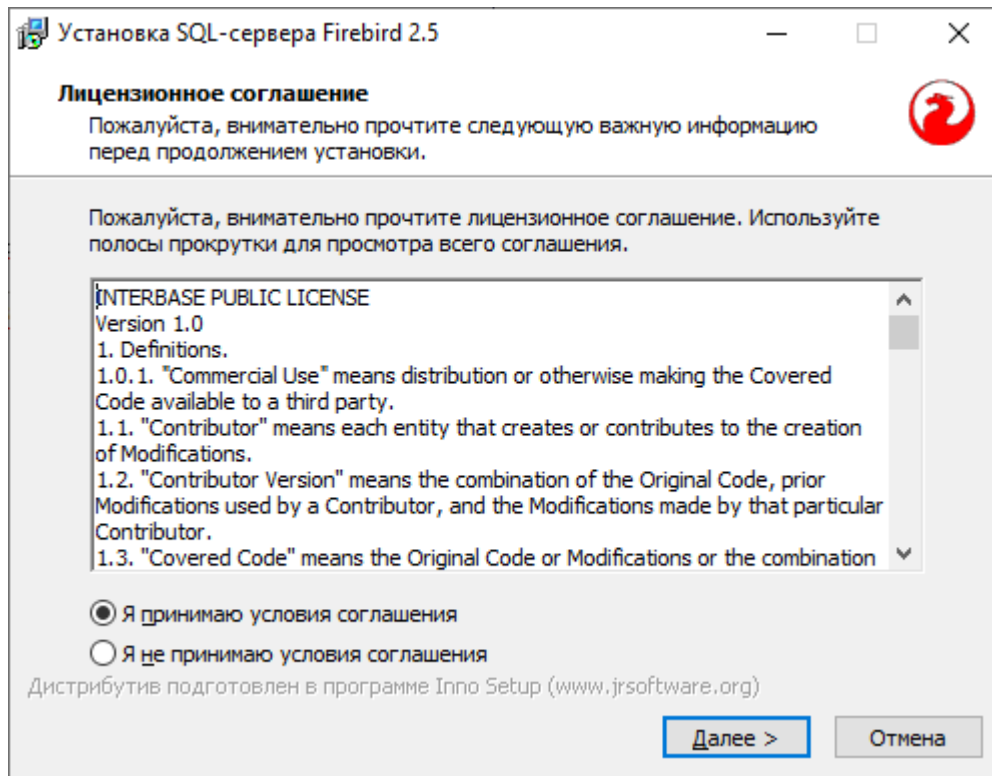 Установка SQL-сервера Firebird 2.5
Лицензионное соглашение
Пожалуйста, внимательно прочтите следующую важную информацию
перед продолжением установки.
Пожалуйста, внимательно прочтите лицензионное соглашение. Используйте
полосы прокрутки для просмотра всего соглашения.
INTERBASE PUBLIC LICENSE
Version 1.0
1. Definitions.
1.0.1. "Commercial Use" means distribution or otherwise making the Covered
Code available to a third party.
1.1. "Contributor" means each entity that creates or contributes to the creation
of Modifications.
1.2. "Contributor Version" means the combination of the Original Code, prior
Modifications used by a Contributor, and the Modifications made by that particular
Contributor.
1.3. "Covered Code" means the Original Code or Modifications or the combination
Я принимаю условия соглашения
Я не принимаю условия соглашения
Дистрибутив подготовлен в программе Inno Setup (www.jrsoftware.org)
Далее >
Отмена